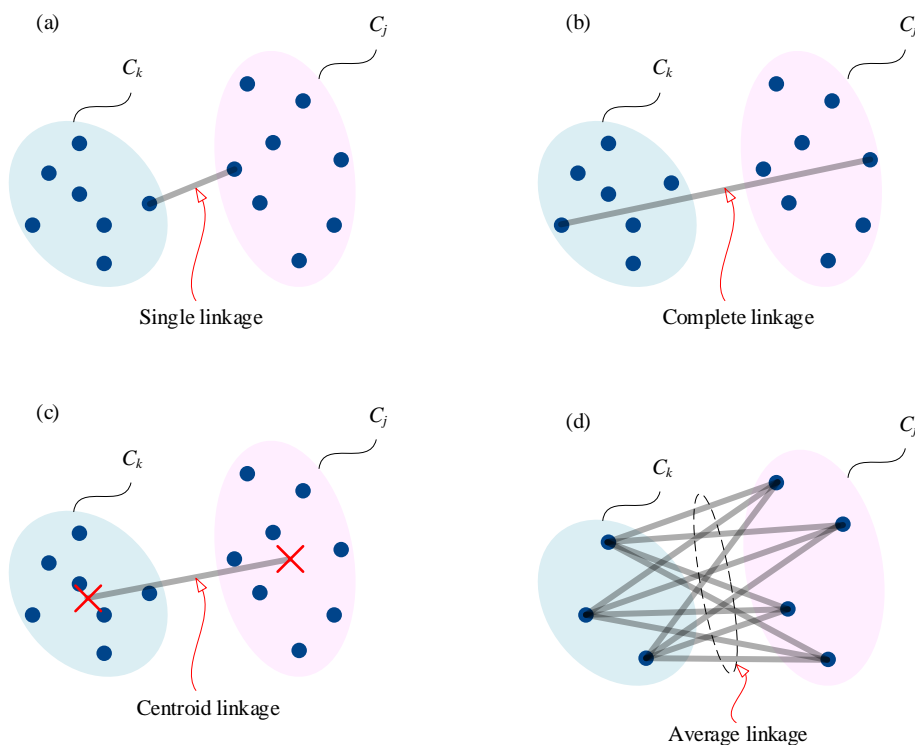 (a)
C_k
C_j
Single linkage
(b)
C_k
C_j
Complete linkage
(c)
C_k
C_j
Centroid linkage
(d)
C_k
C_j
Average linkage